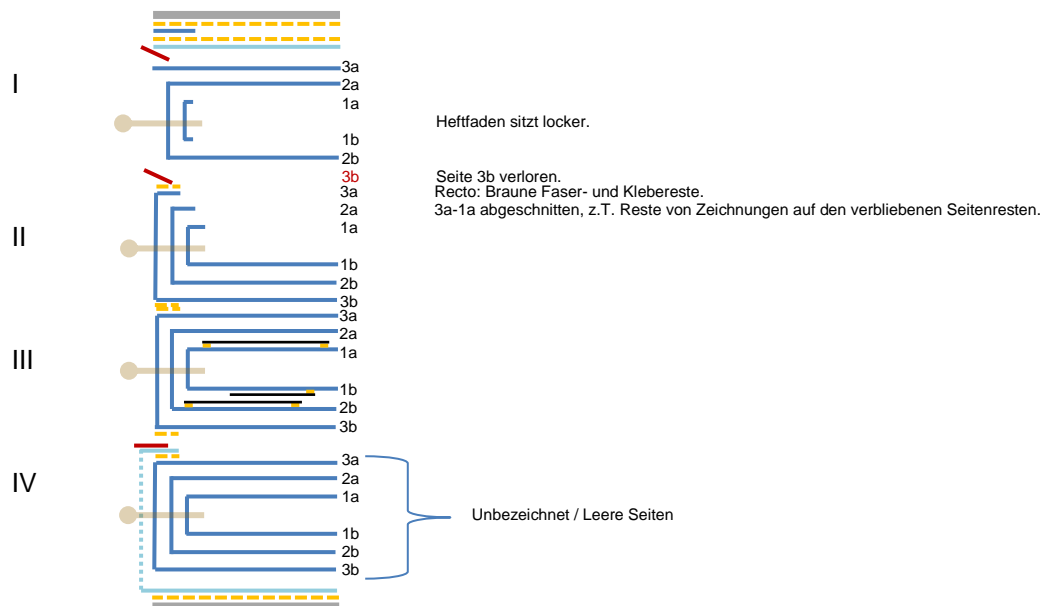 I
3a
2a
1a
1b
Heftfaden sitzt locker.
2b
3b
Seite 3b verloren.
3a
Recto: Braune Faser- und Klebereste.
2a
3a-1a abgeschnitten, z.T. Reste von Zeichnungen auf den verbliebenen Seitenresten.
1a
II
1b
2b
3b
3a
2a
1a
III
1b
2b
3b
3a
IV
2a
1a
Unbezeichnet / Leere Seiten
1b
2b
3b